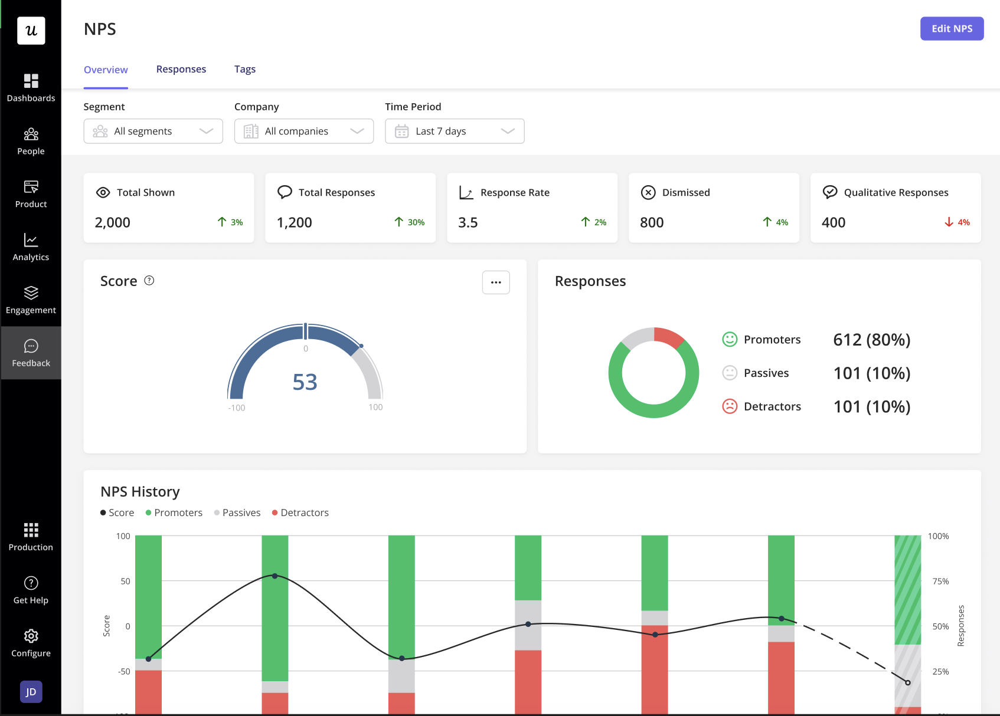 u
NPS
Edit NPS
Overview
Responses
Tags
Segment
Company
Time Period
All segments
All companies
Last 7 days
Dashboards
People
Product
Analytics
Engagement
Feedback
Production
Get Help
Configure
JD
Total Shown
2,000
3%
Total Responses
1,200
30%
Response Rate
3.5
2%
Dismissed
800
4%
Qualitative Responses
400
4%
Score ?
...
0
53
-100
100
Responses
Promoters 612 (80%)
Passives 101 (10%)
Detractors 101 (10%)
NPS History
Score Promoters Passives Detractors
100
50
0
-50
Score
100%
75%
50%
25%
Responses